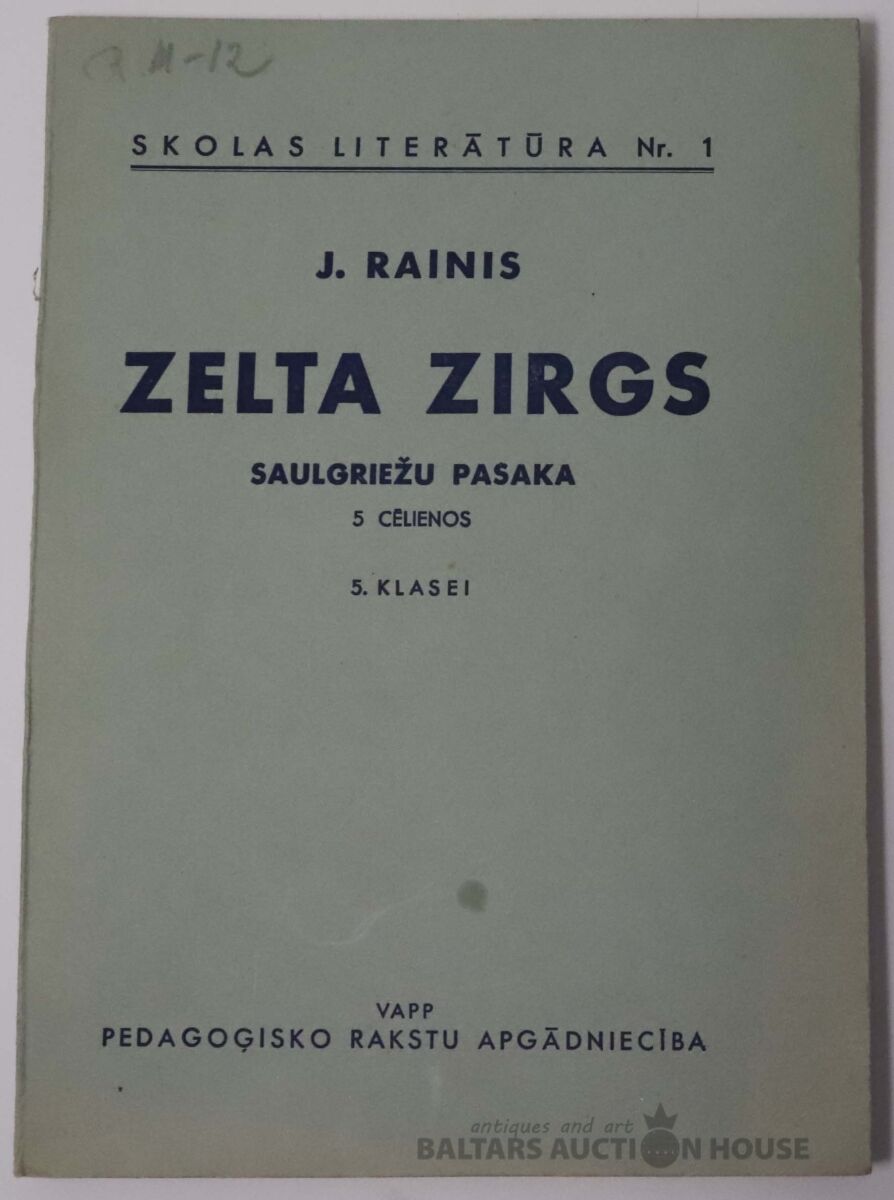 M-12
SKOLAS LITERĀTŪRA Nr. 1
J. RAINIS
ZELTA ZIRGS
SAULGRIEŽU PASAKA
5 CĒLIENOS
5. KLASEI
VAPP
PEDAGOĢISKO RAKSTU APGĀDNIECĪBA
antiques and art
BALTARS AUCTION HOUSE